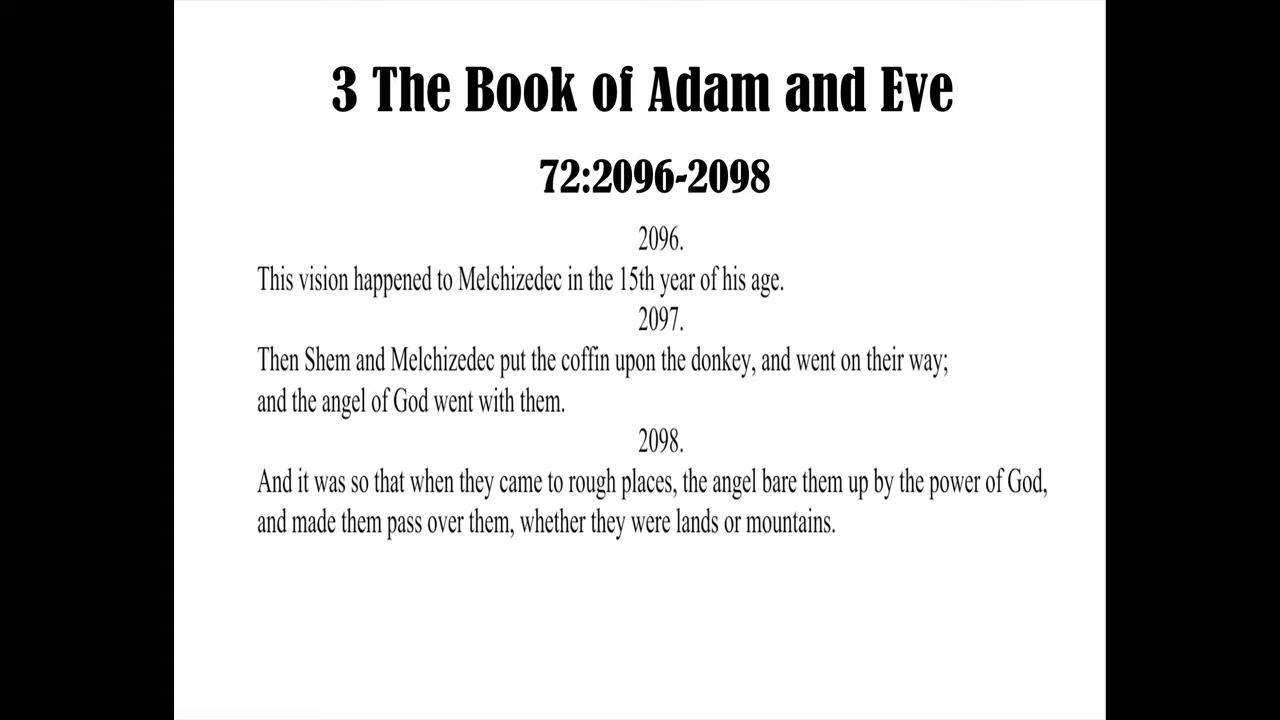 3 The Book of Adam and Eve
72:2096-2098
2096.
This vision happened to Melchizedec in the 15th year of his age.
2097.
Then Shem and Melchizedec put the coffin upon the donkey, and went on their way;
and the angel of God went with them.
2098.
And it was so that when they came to rough places, the angel bare them up by the power of God,
and made them pass over them, whether they were lands or mountains.